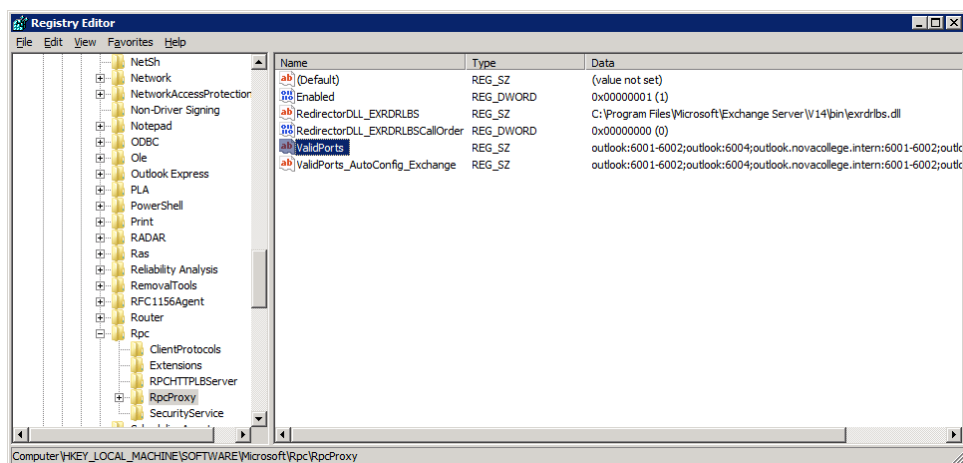 Registry Editor
File Edit View Favorites Help
NetSh
Network
NetworkAccessProtection
Non-Driver Signing
Notepad
ODBC
Ole
Outlook Express
PLA
PowerShell
Print
RADAR
Ras
Reliability Analysis
RemovalTools
RFC1156Agent
Router
Rpc
ClientProtocols
Extensions
RPCHTTPLBServer
RpcProxy
SecurityService
Name Type Data
(Default) REG_SZ (value not set)
Enabled REG_DWORD 0x00000001 (1)
RedirectorDLL_EXRDRLBS REG_SZ C:\Program Files\Microsoft\Exchange Server\V14\bin\exrdrlbs.dll
RedirectorDLL_EXRDRLBSCallOrder REG_DWORD 0x00000000 (0)
ValidPorts REG_SZ outlook:6001-6002;outlook:6004;outlook.novacollege.intern:6001-6002;outlo
ValidPorts_AutoConfig_Exchange REG_SZ outlook:6001-6002;outlook:6004;outlook.novacollege.intern:6001-6002;outlo
Computer\HKEY_LOCAL_MACHINE\SOFTWARE\Microsoft\Rpc\RpcProxy